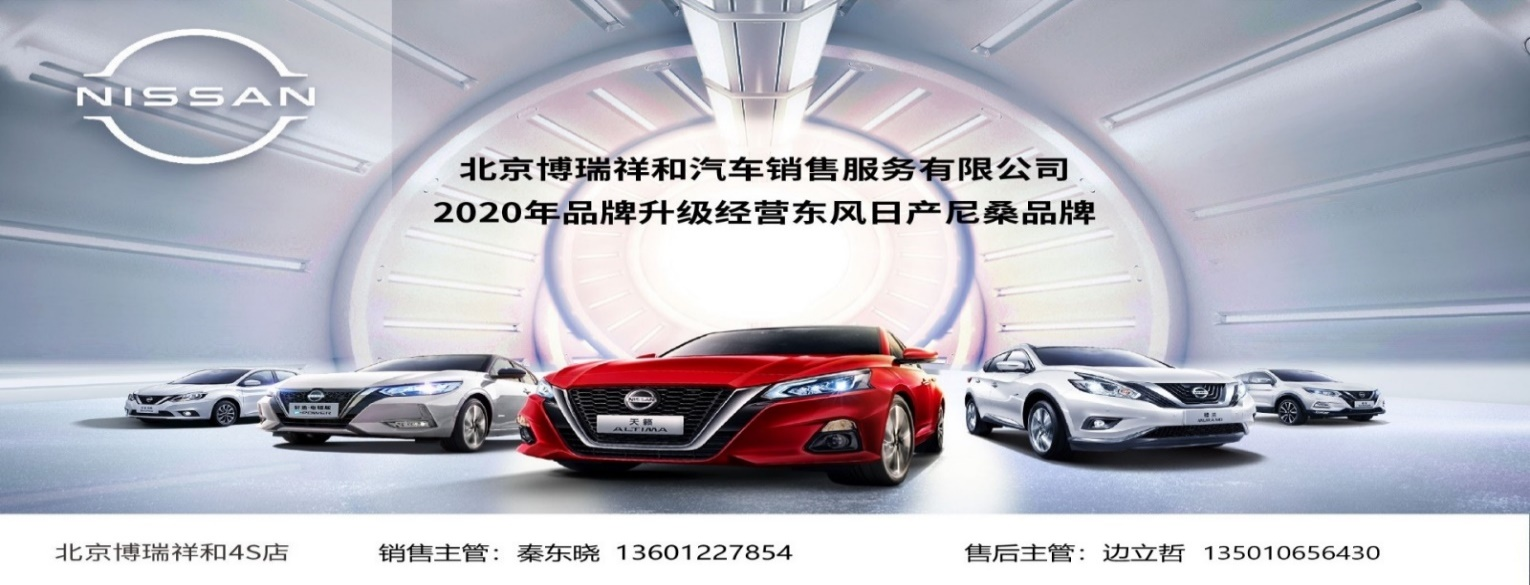 NISSAN
北京博瑞祥和汽车销售服务有限公司
2020年品牌升级经营东风日产尼桑品牌
天籁
ALTIMA
北京博瑞祥和4S店 销售主管：秦东晓 13601227854 售后主管：边立哲 135010656430